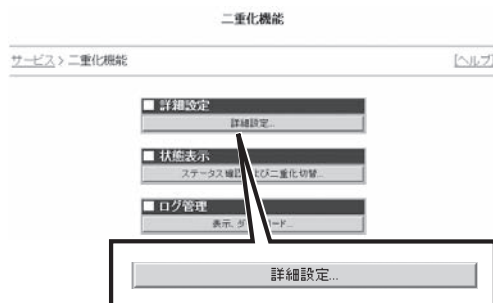 二重化機能
サービス > 二重化機能
[ヘルプ]
■ 詳細設定
詳細設定...
■ 状態表示
ステータス確認および二重化切替...
■ ログ管理
表示、ダ ード...
詳細設定...